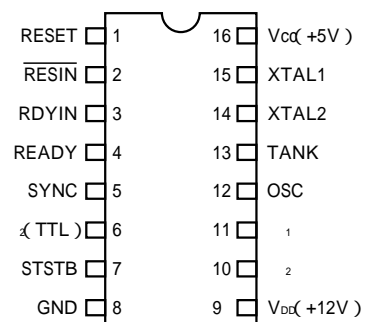 RESET 1 16 Vcc( +5V )
RESIN 2 15 XTAL1
RDYIN 3 14 XTAL2
READY 4 13 TANK
SYNC 5 12 OSC
2( TTL ) 6 11 1
STSTB 7 10 2
GND 8 9 VDD( +12V )